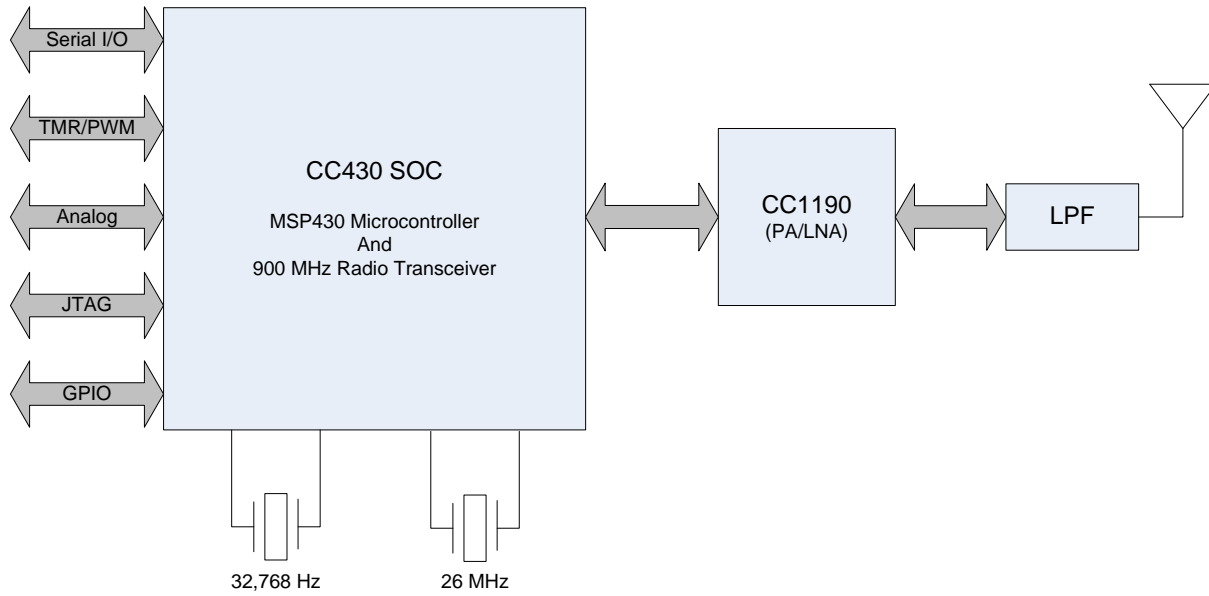 Serial I/O
TMR/PWM
Analog
JTAG
GPIO
CC430 SOC
MSP430 Microcontroller
And
900 MHz Radio Transceiver
CC1190
(PA/LNA)
LPF
32,768 Hz
26 MHz